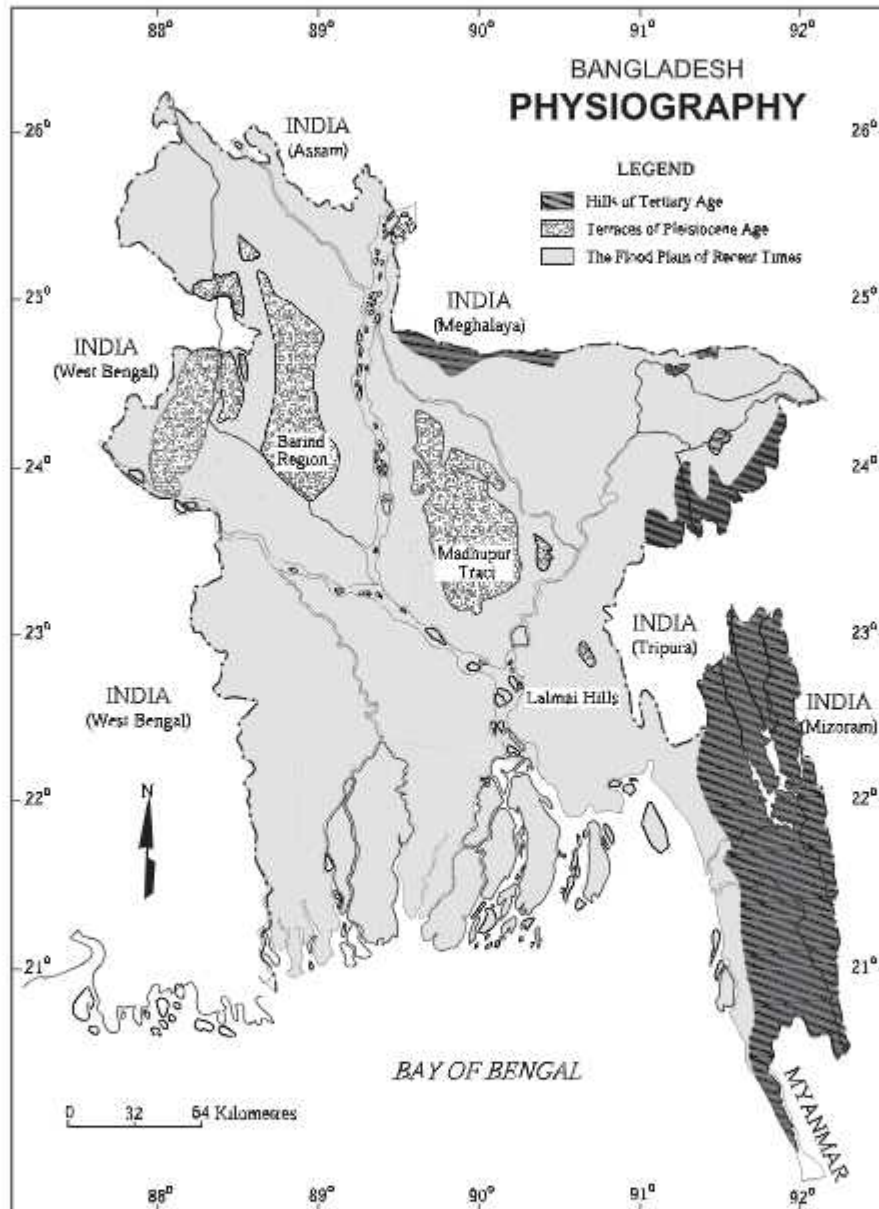 88° 89° 90° 91° 92°
BANGLADESH
PHYSIOGRAPHY
26°
INDIA
(Assam)
LEGEND
Hills of Tertiary Age
Terraces of Pleistocene Age
The Flood Plain of Recent Times
26°
25°
INDIA
(Meghalaya)
25°
INDIA
(West Bengal)
Barind
Region
24°
24°
Madhupur
Tract
23°
INDIA
(Tripura)
23°
INDIA
(West Bengal)
Lalmai Hills
INDIA
(Mizoram)
N
22°
22°
21°
21°
BAY OF BENGAL
0 32 64 Kilometres
MYANMAR
88° 89° 90° 91° 92°